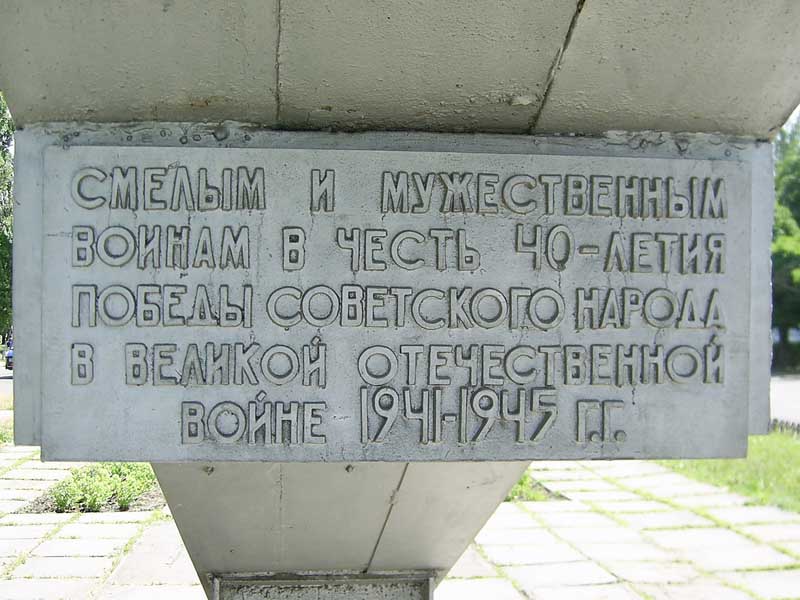 СМЕЛЫМ И МУЖЕСТВЕННЫМ
ВОИНАМ В ЧЕСТЬ 40-ЛЕТИЯ
ПОБЕДЫ СОВЕТСКОГО НАРОДА
В ВЕЛИКОЙ ОТЕЧЕСТВЕННОЙ
ВОЙНЕ 1941-1945 Г.Г.